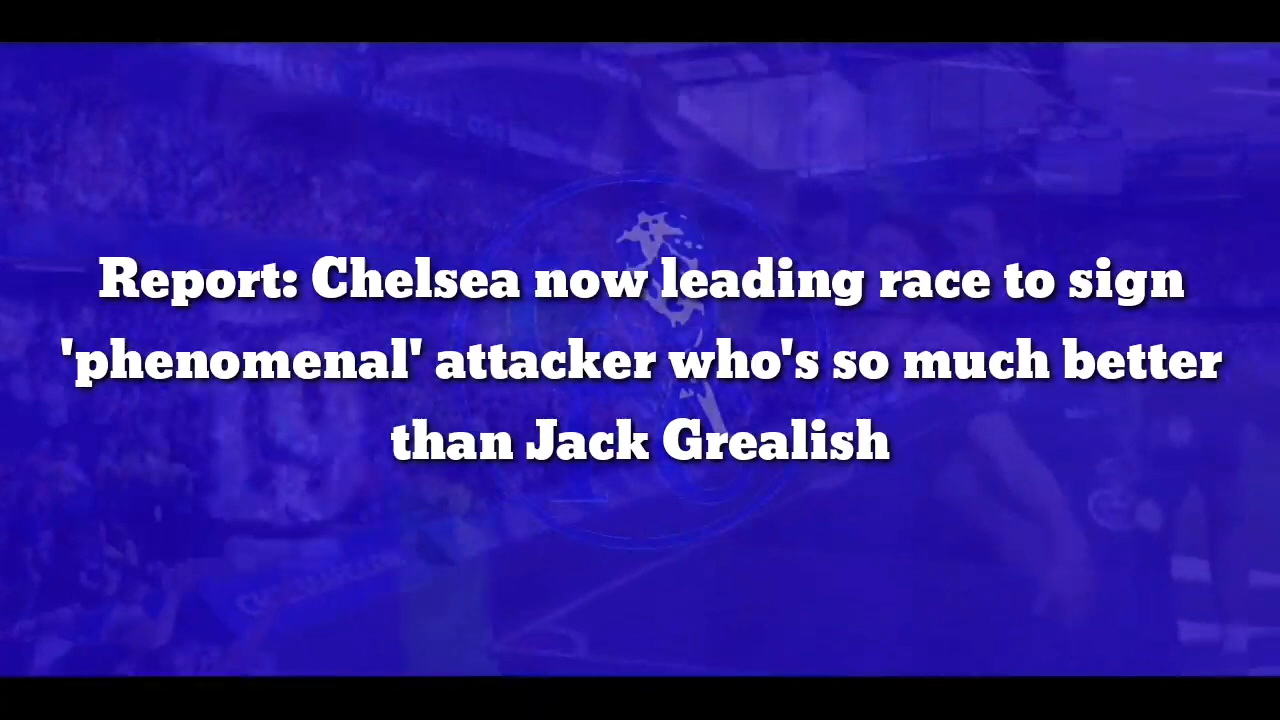 Report: Chelsea now leading race to sign
'phenomenal' attacker who's so much better
than Jack Grealish